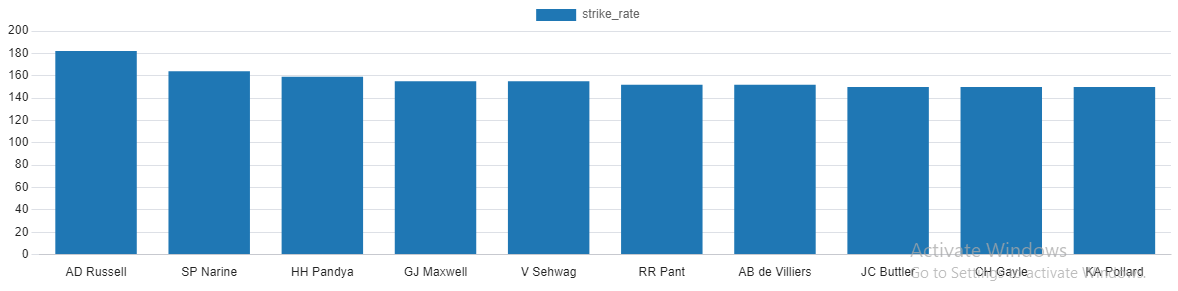 strike_rate
200
180
160
140
120
100
80
60
40
20
0
AD Russell SP Narine HH Pandya GJ Maxwell V Sehwag RR Pant AB de Villiers JC Buttler CH Gayle KA Pollard
Activate Windows
Go to Settings to activate Windows.